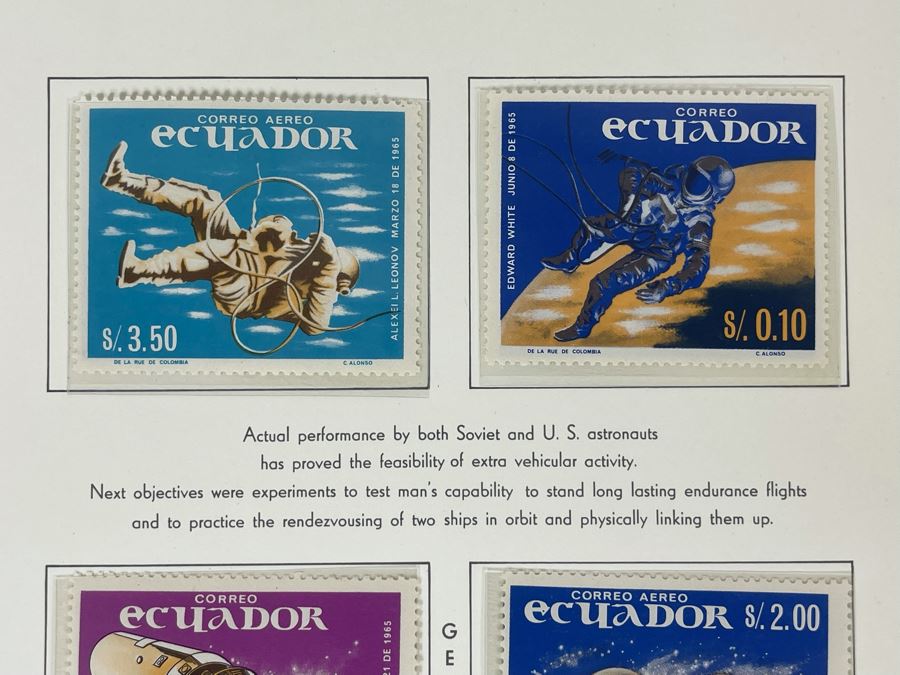 CORREO AEREO
ECUADOR
ALEXEI L. LEONOV MARZO 18 DE 1965
S/. 3.50
DE LA RUE DE COLOMBIA
C. ALONSO
CORREO
ECUADOR
EDWARD WHITE JUNIO 8 DE 1965
S/. 0.10
DE LA RUE DE COLOMBIA
C. ALONSO
Actual performance by both Soviet and U. S. astronauts
has proved the feasibility of extra vehicular activity.
Next objectives were experiments to test man's capability to stand long lasting endurance flights
and to practice the rendezvousing of two ships in orbit and physically linking them up.
CORREO
ECUADOR
21 DE 1965
G
E
CORREO AEREO
ECUADOR S/. 2.00